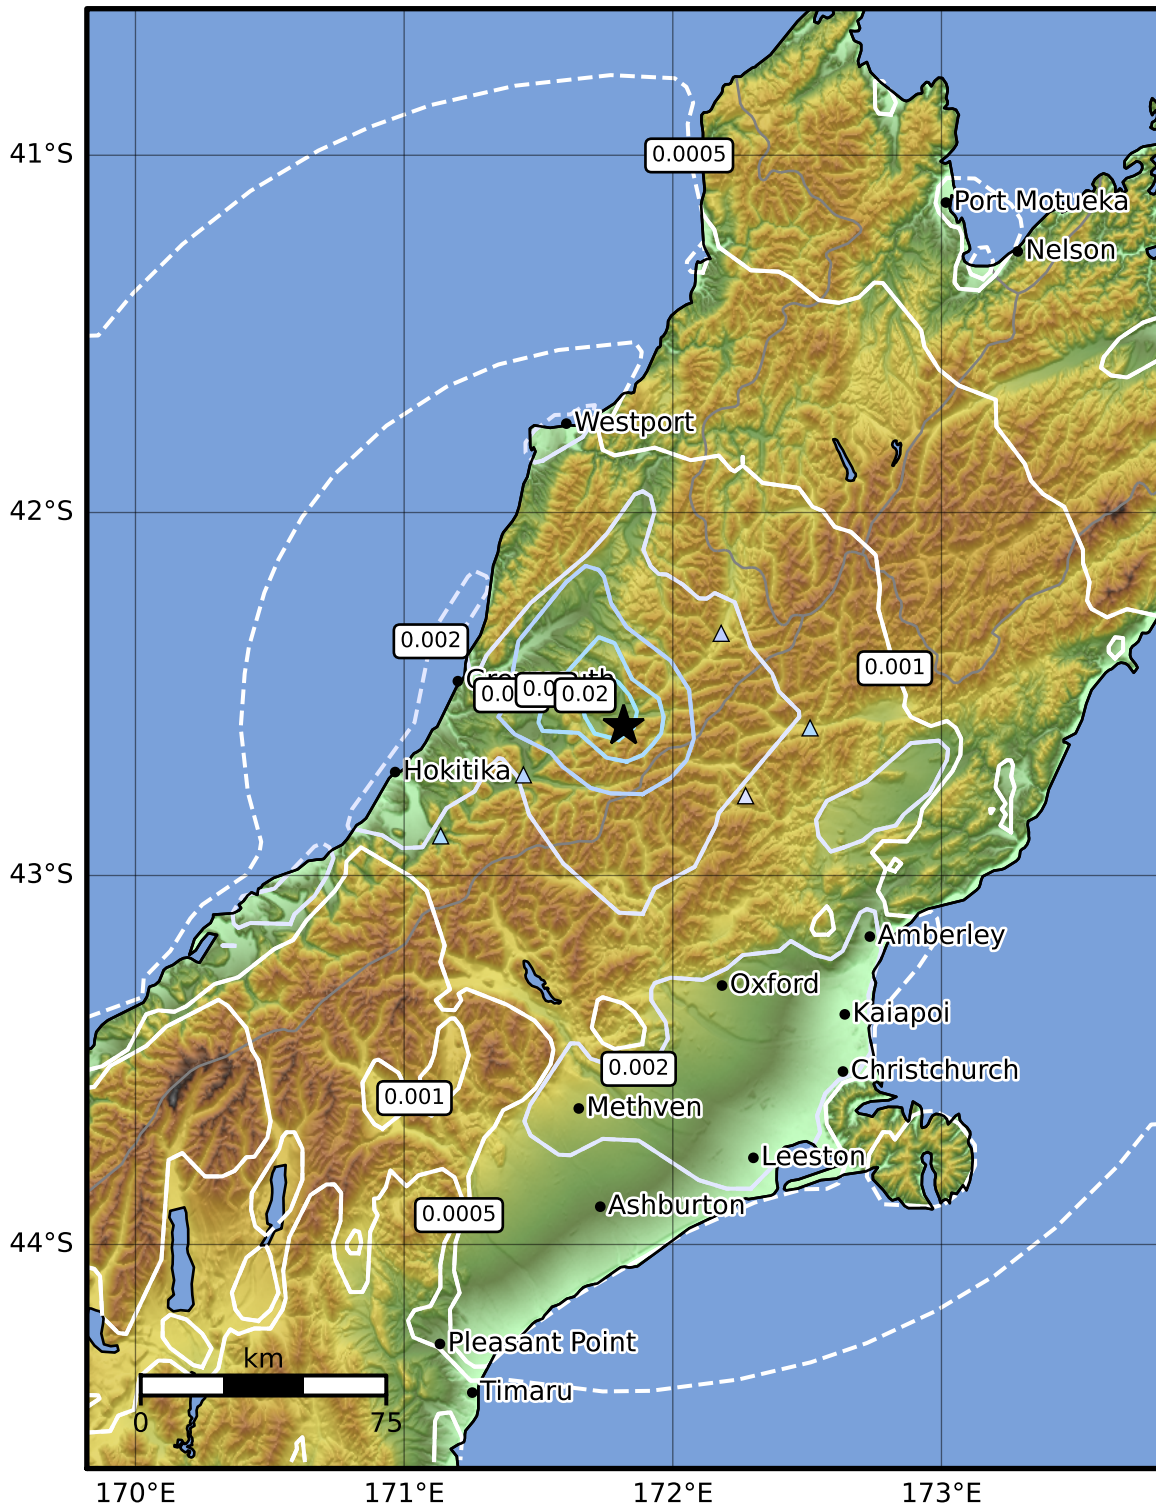 41°S
0.0005
Port Motueka
Nelson
Westport
42°S
0.002
0.001
0.0
0.02
Hokitika
43°S
Amberley
Oxford
Kaiapoi
0.002
Christchurch
0.001
Methven
Leeston
Ashburton
0.0005
44°S
Pleasant Point
km
Timaru
0 75
170°E 171°E 172°E 173°E